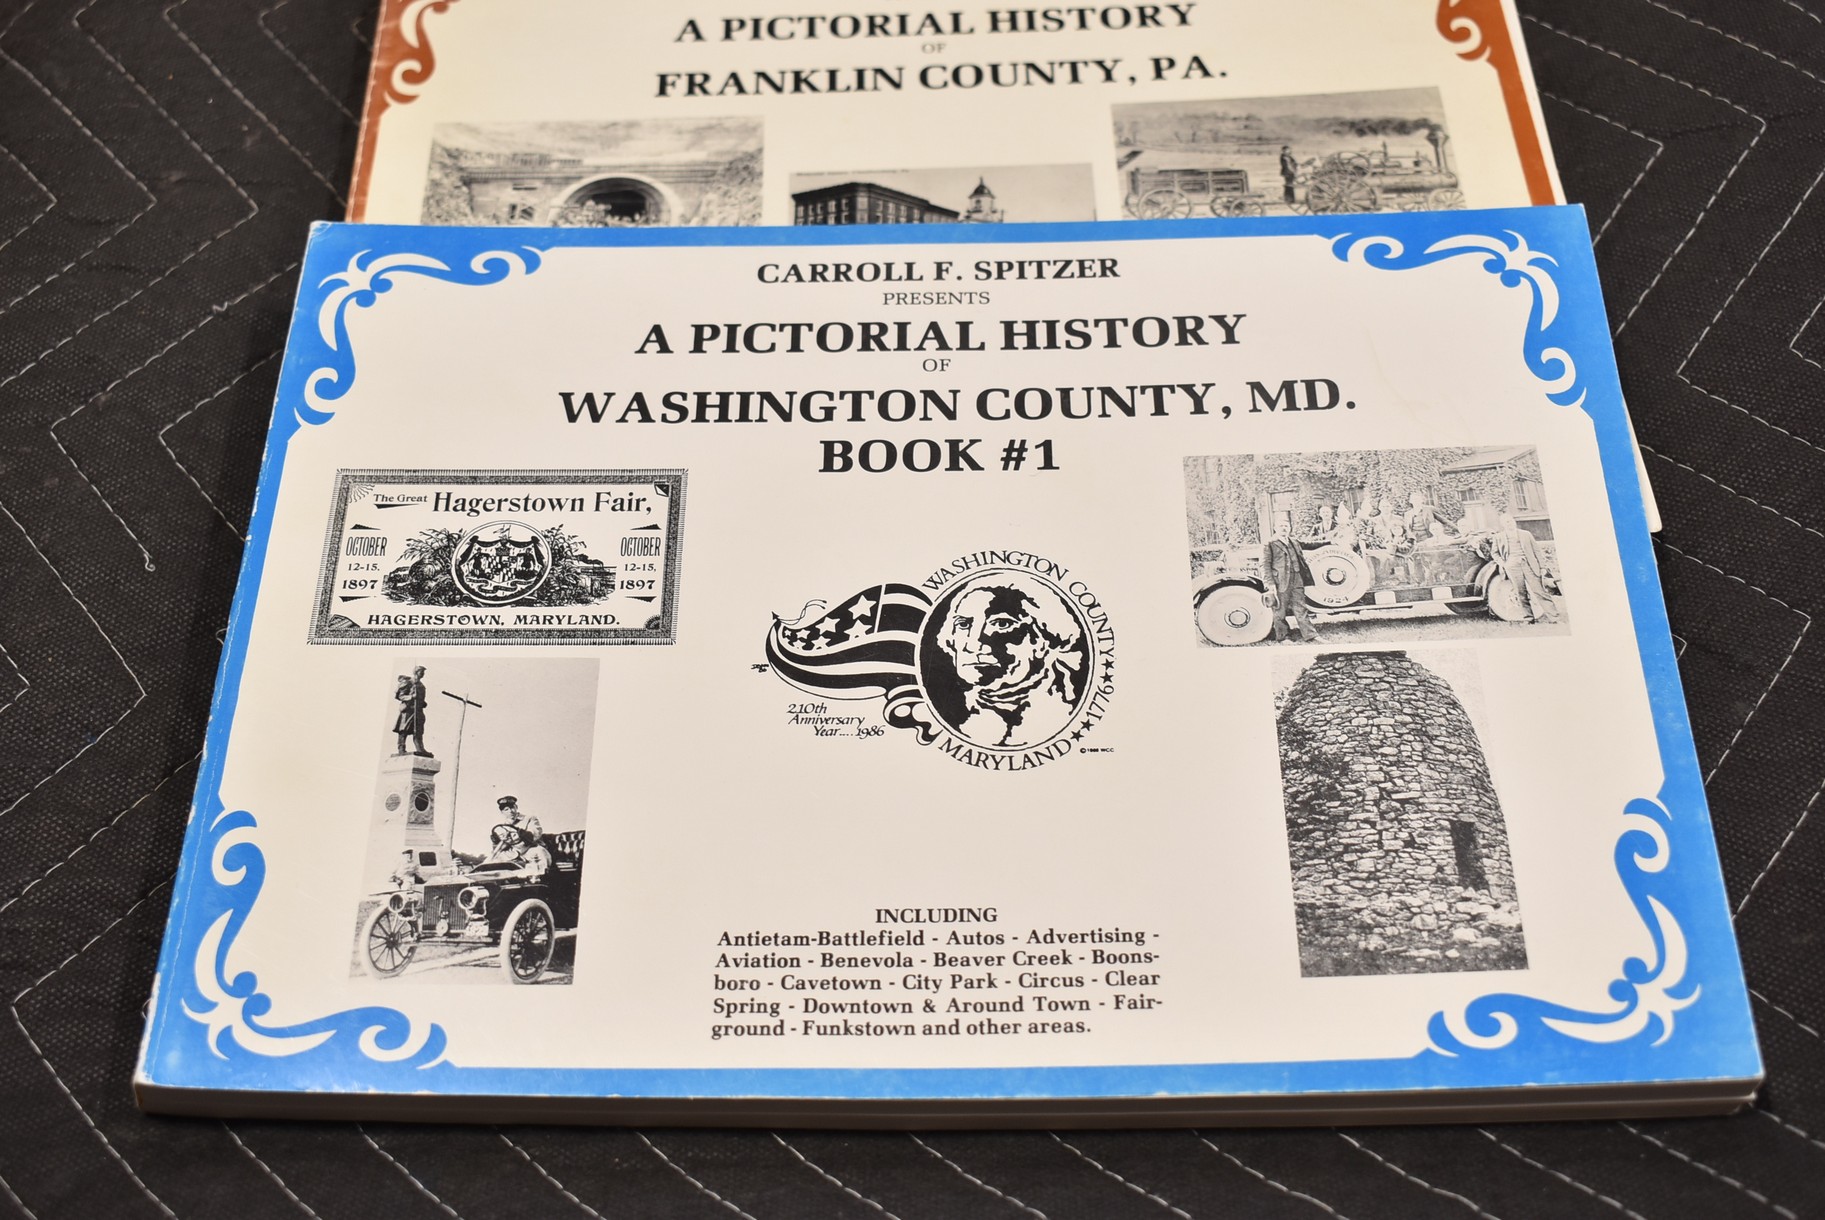 A PICTORIAL HISTORY
OF
FRANKLIN COUNTY, PA.
CARROLL F. SPITZER
PRESENTS
A PICTORIAL HISTORY
OF
WASHINGTON COUNTY, MD.
BOOK #1
The Great Hagerstown Fair,
OCTOBER
12-15,
1897
OCTOBER
12-15,
1897
HAGERSTOWN, MARYLAND.
WASHINGTON COUNTY
★★1776★★
MARYLAND
210th
Anniversary
Year....1986
1924
INCLUDING
Antietam-Battlefield - Autos - Advertising -
Aviation - Benevola - Beaver Creek - Boons-
boro - Cavetown - City Park - Circus - Clear
Spring - Downtown & Around Town - Fair-
ground - Funkstown and other areas.